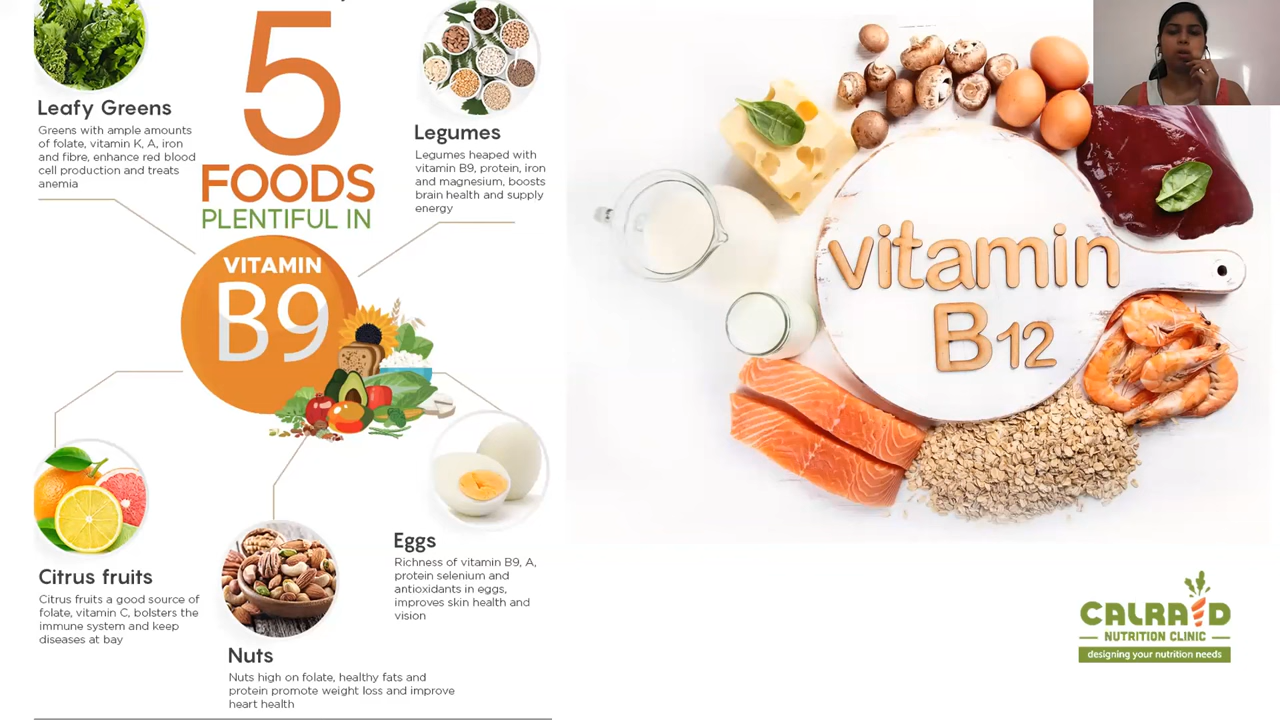 5
FOODS
PLENTIFUL IN
VITAMIN
B9
Leafy Greens
Greens with ample amounts
of folate, vitamin K, A, iron
and fibre, enhance red blood
cell production and treats
anemia
Legumes
Legumes heaped with
vitamin B9, protein, iron
and magnesium, boosts
brain health and supply
energy
Citrus fruits
Citrus fruits a good source of
folate, vitamin C, bolsters the
immune system and keep
diseases at bay
Nuts
Nuts high on folate, healthy fats and
protein promote weight loss and improve
heart health
Eggs
Richness of vitamin B9, A,
protein selenium and
antioxidants in eggs,
improves skin health and
vision
vitamin
B12
CALRAID
NUTRITION CLINIC
designing your nutrition needs